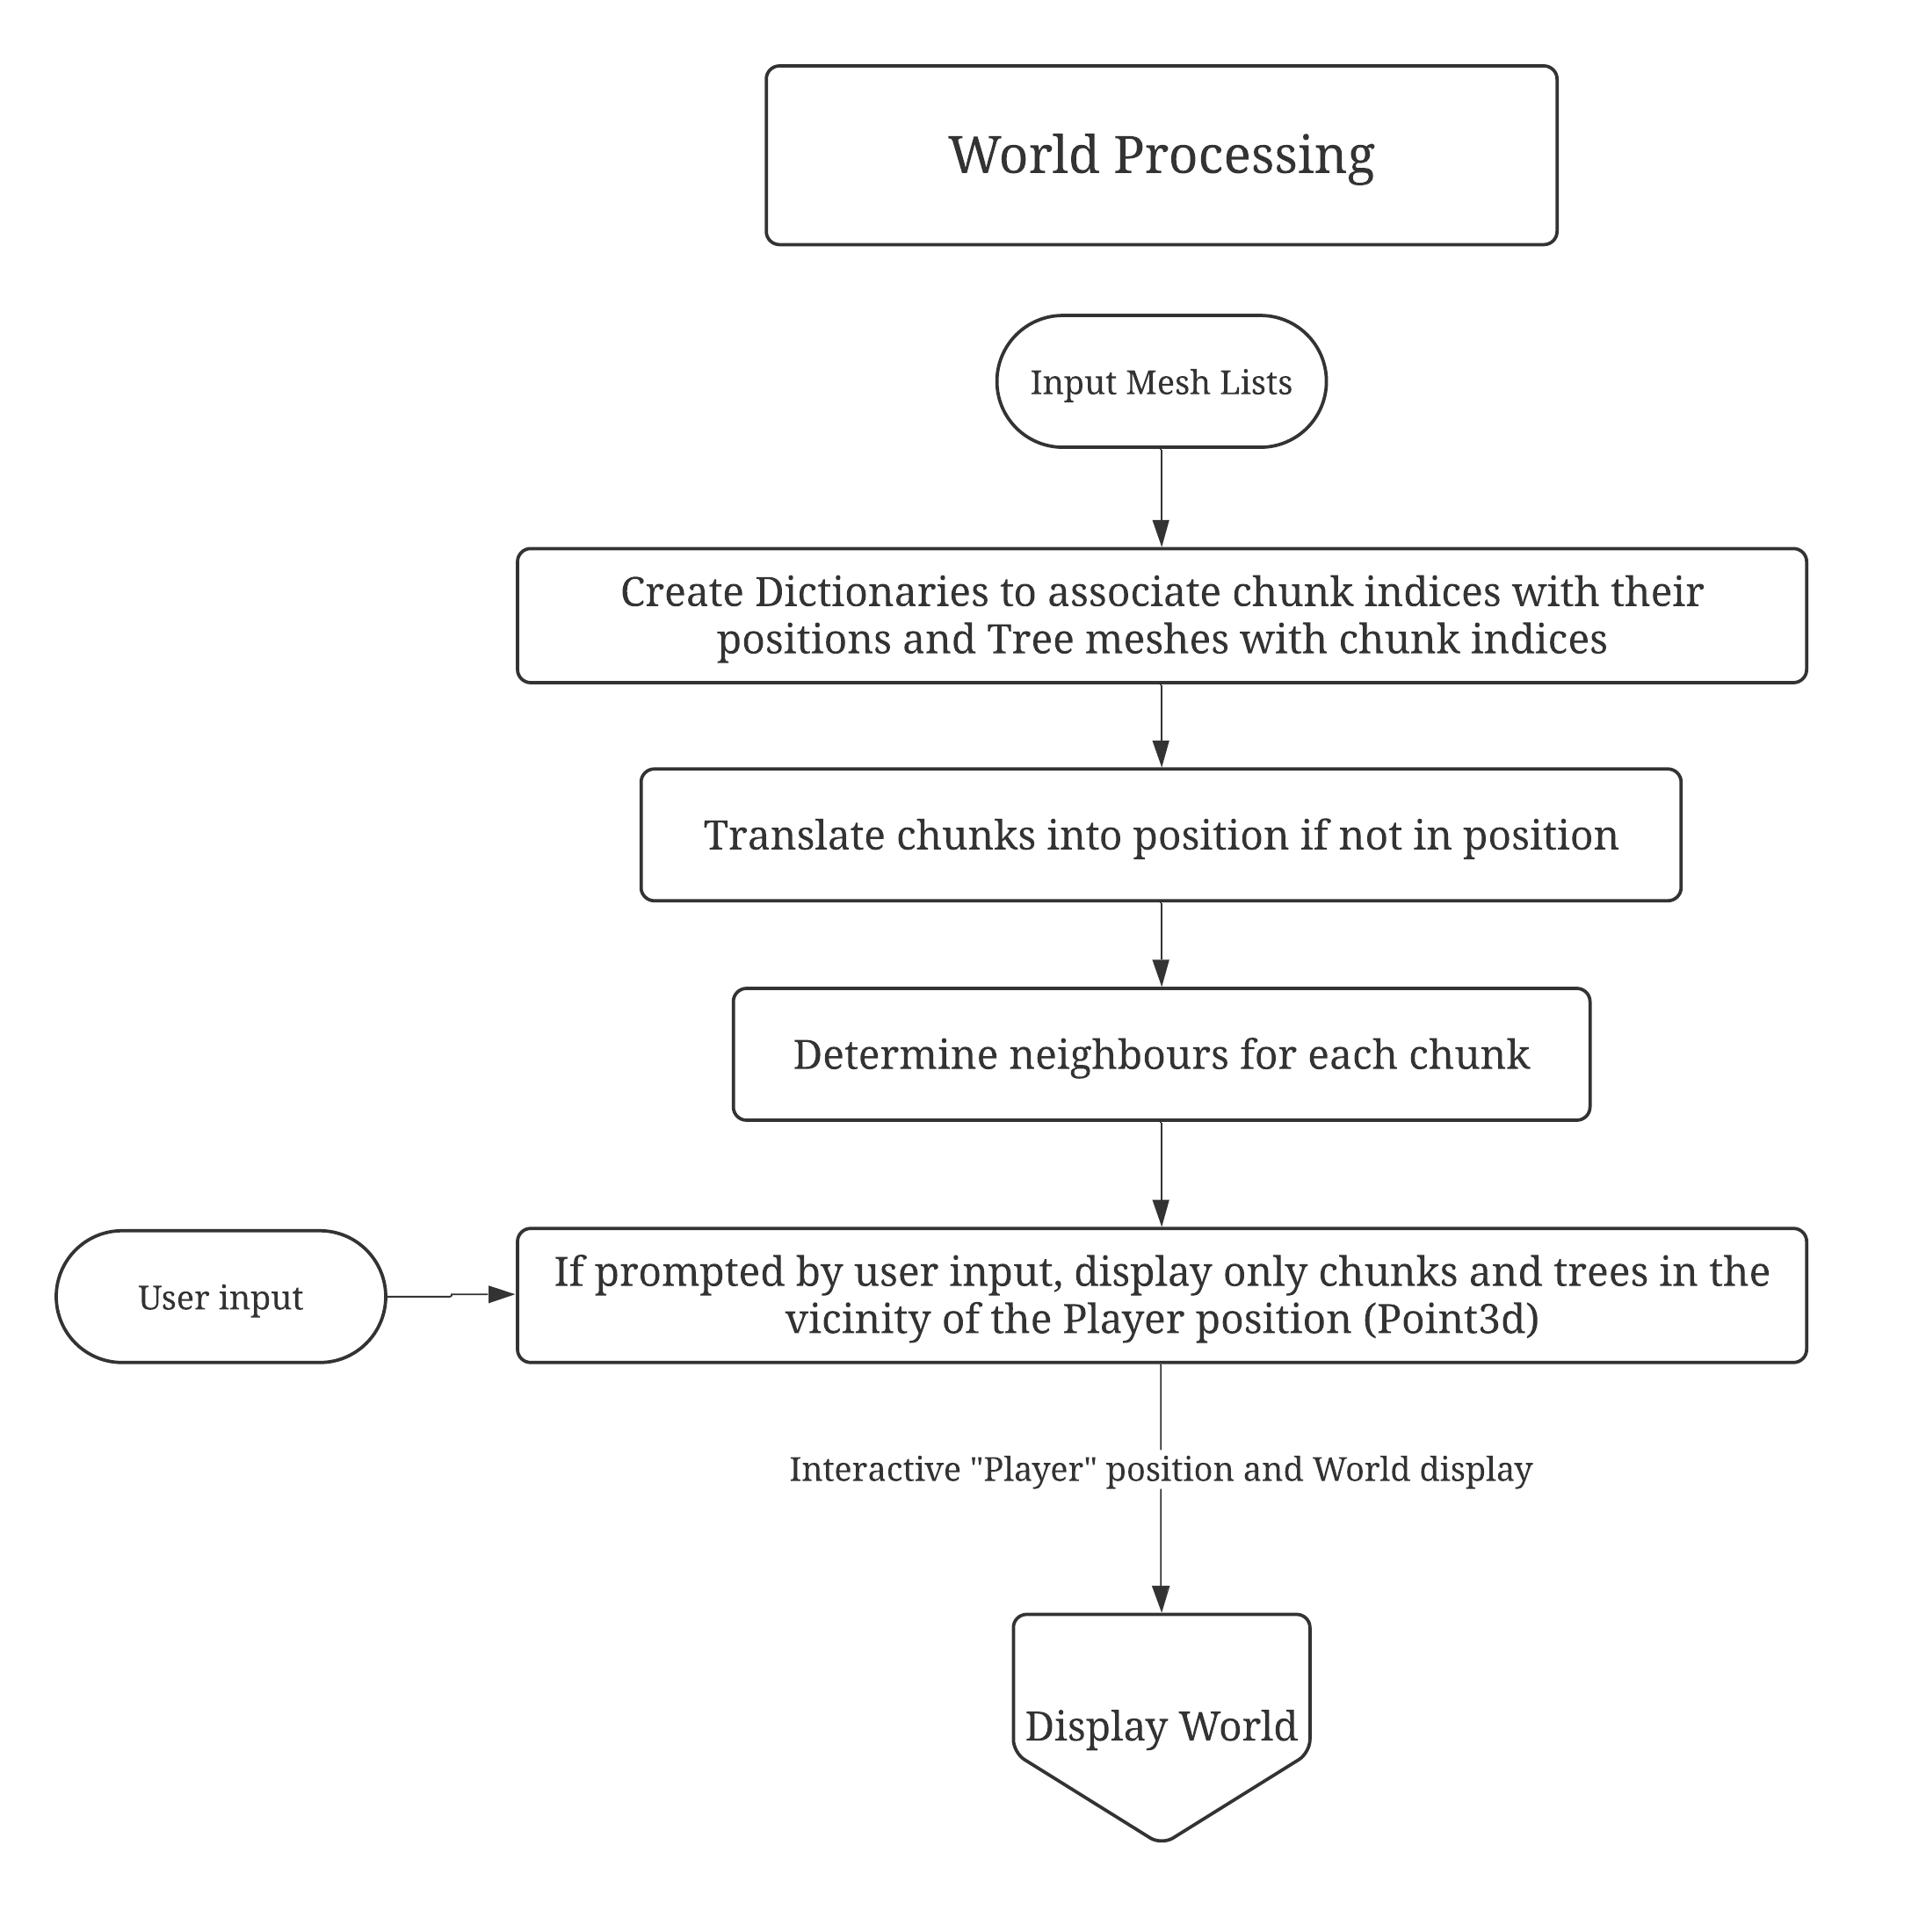 World Processing
Input Mesh Lists
Create Dictionaries to associate chunk indices with their
positions and Tree meshes with chunk indices
Translate chunks into position if not in position
Determine neighbours for each chunk
User input
If prompted by user input, display only chunks and trees in the
vicinity of the Player position (Point3d)
Interactive "Player" position and World display
Display World